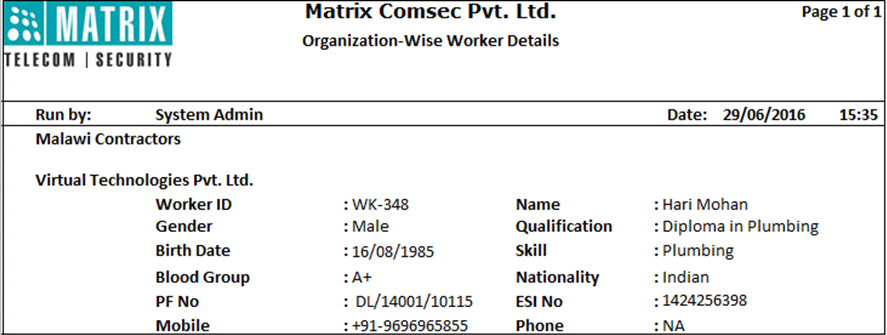 MATRIX
TELECOM | SECURITY
Matrix Comsec Pvt. Ltd.
Page 1 of 1
Organization-Wise Worker Details
Run by: System Admin Date: 29/06/2016 15:35
Malawi Contractors
Virtual Technologies Pvt. Ltd.
Worker ID : WK-348 Name : Hari Mohan
Gender : Male Qualification : Diploma in Plumbing
Birth Date : 16/08/1985 Skill : Plumbing
Blood Group : A+ Nationality : Indian
PF No : DL/14001/10115 ESI No : 1424256398
Mobile : +91-9696965855 Phone : NA